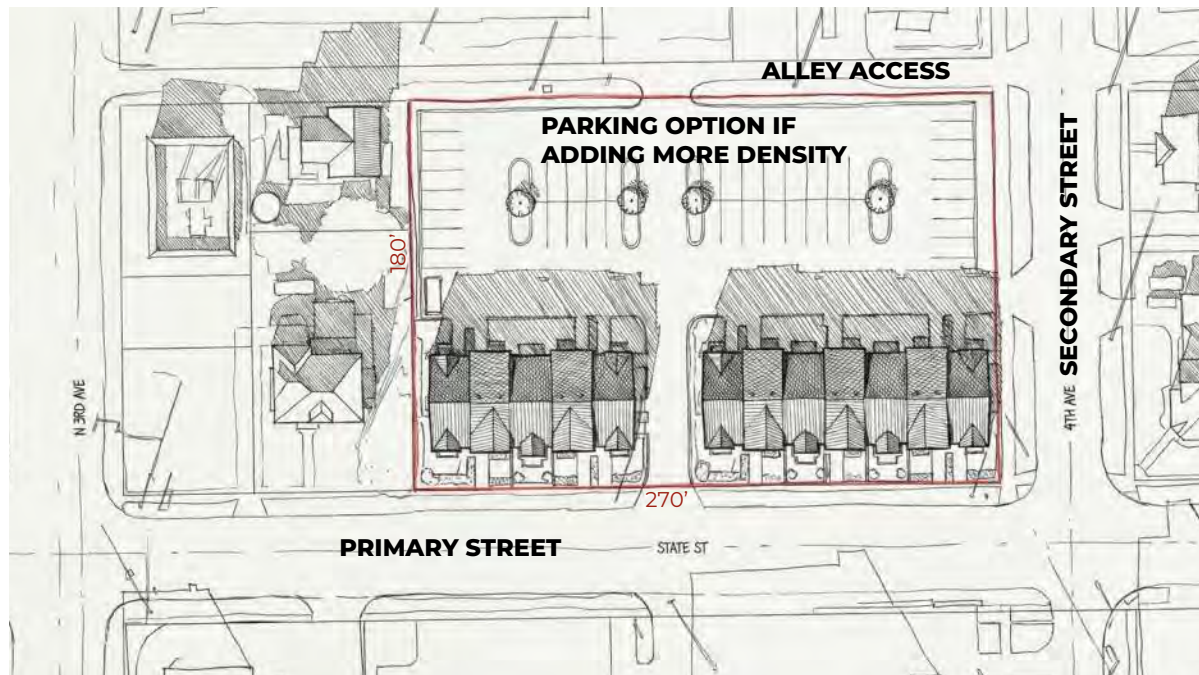 ALLEY ACCESS
PARKING OPTION IF
ADDING MORE DENSITY
180'
270'
N 3RD AVE
4TH AVE
SECONDARY STREET
PRIMARY STREET
STATE ST